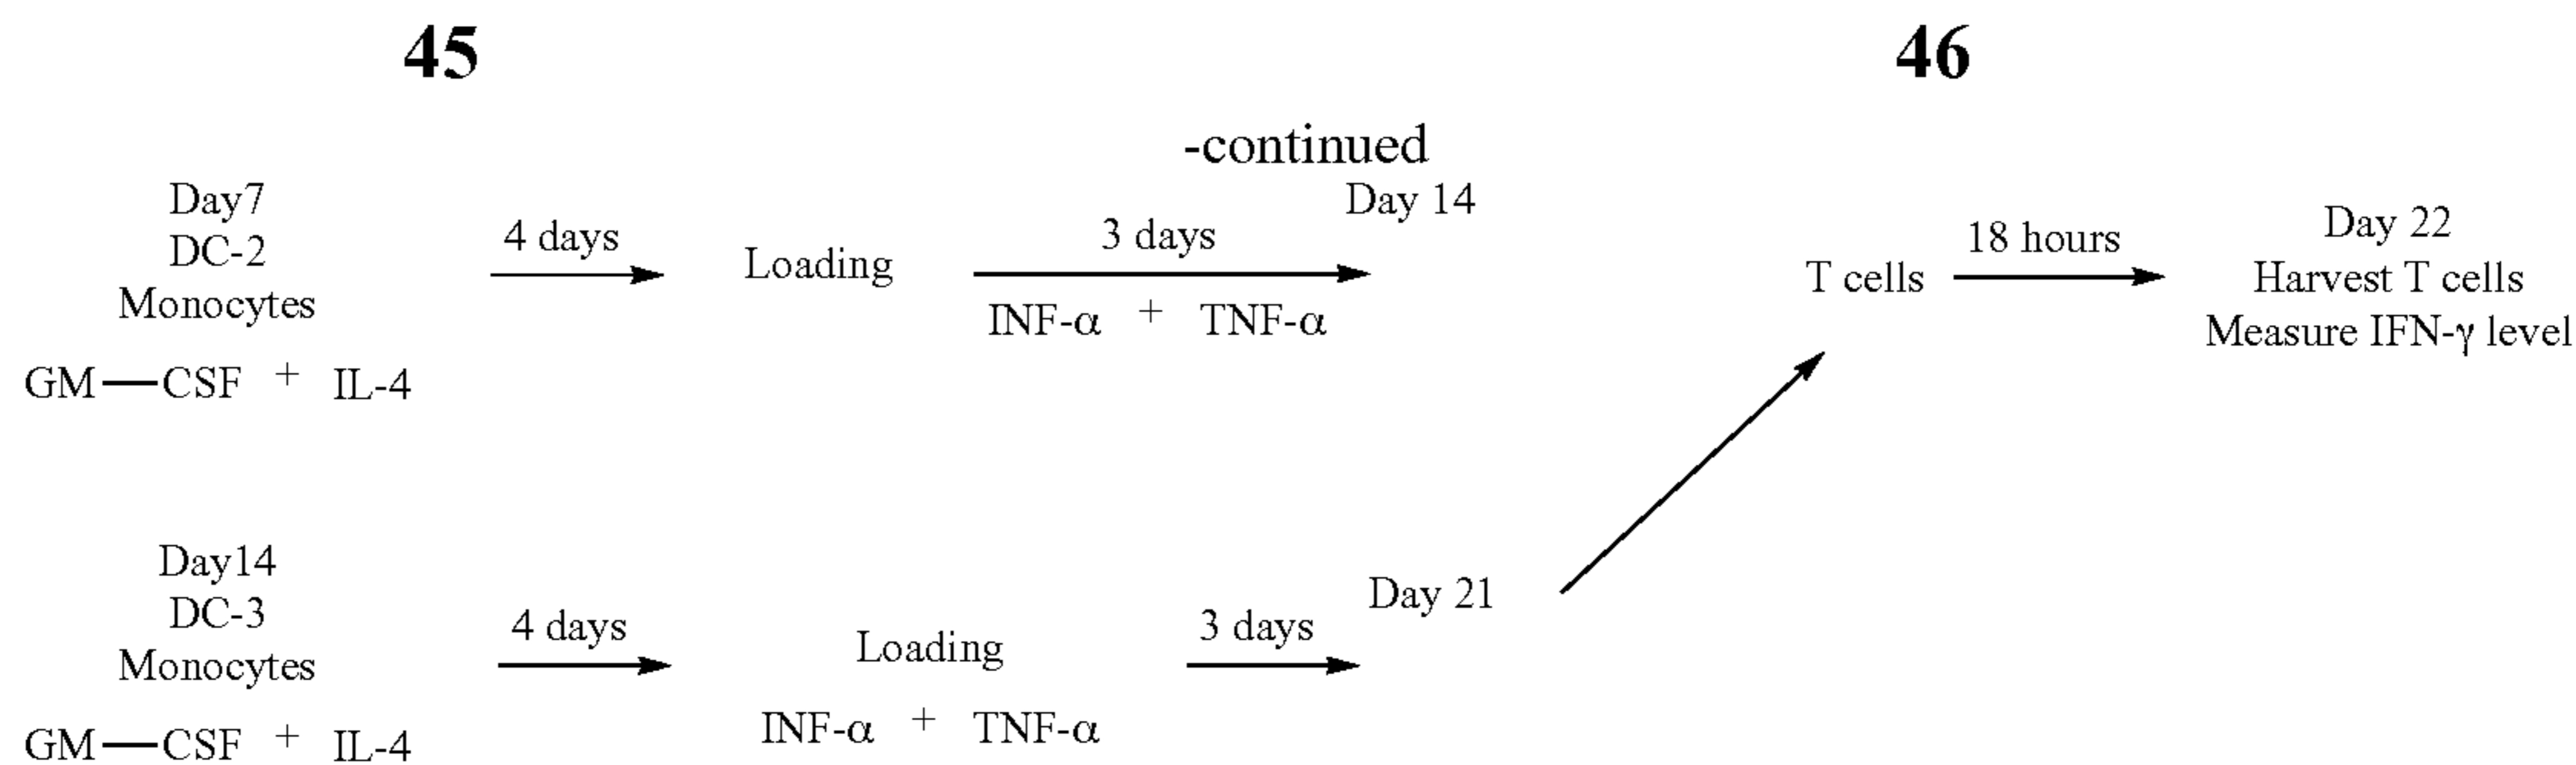 45
46
-continued
Day7
DC-2
Monocytes
GM—CSF + IL-4
4 days
Loading
3 days
INF-α + TNF-α
Day 14
T cells
18 hours
Day 22
Harvest T cells
Measure IFN-γ level
Day14
DC-3
Monocytes
GM—CSF + IL-4
4 days
Loading
INF-α + TNF-α
3 days
Day 21